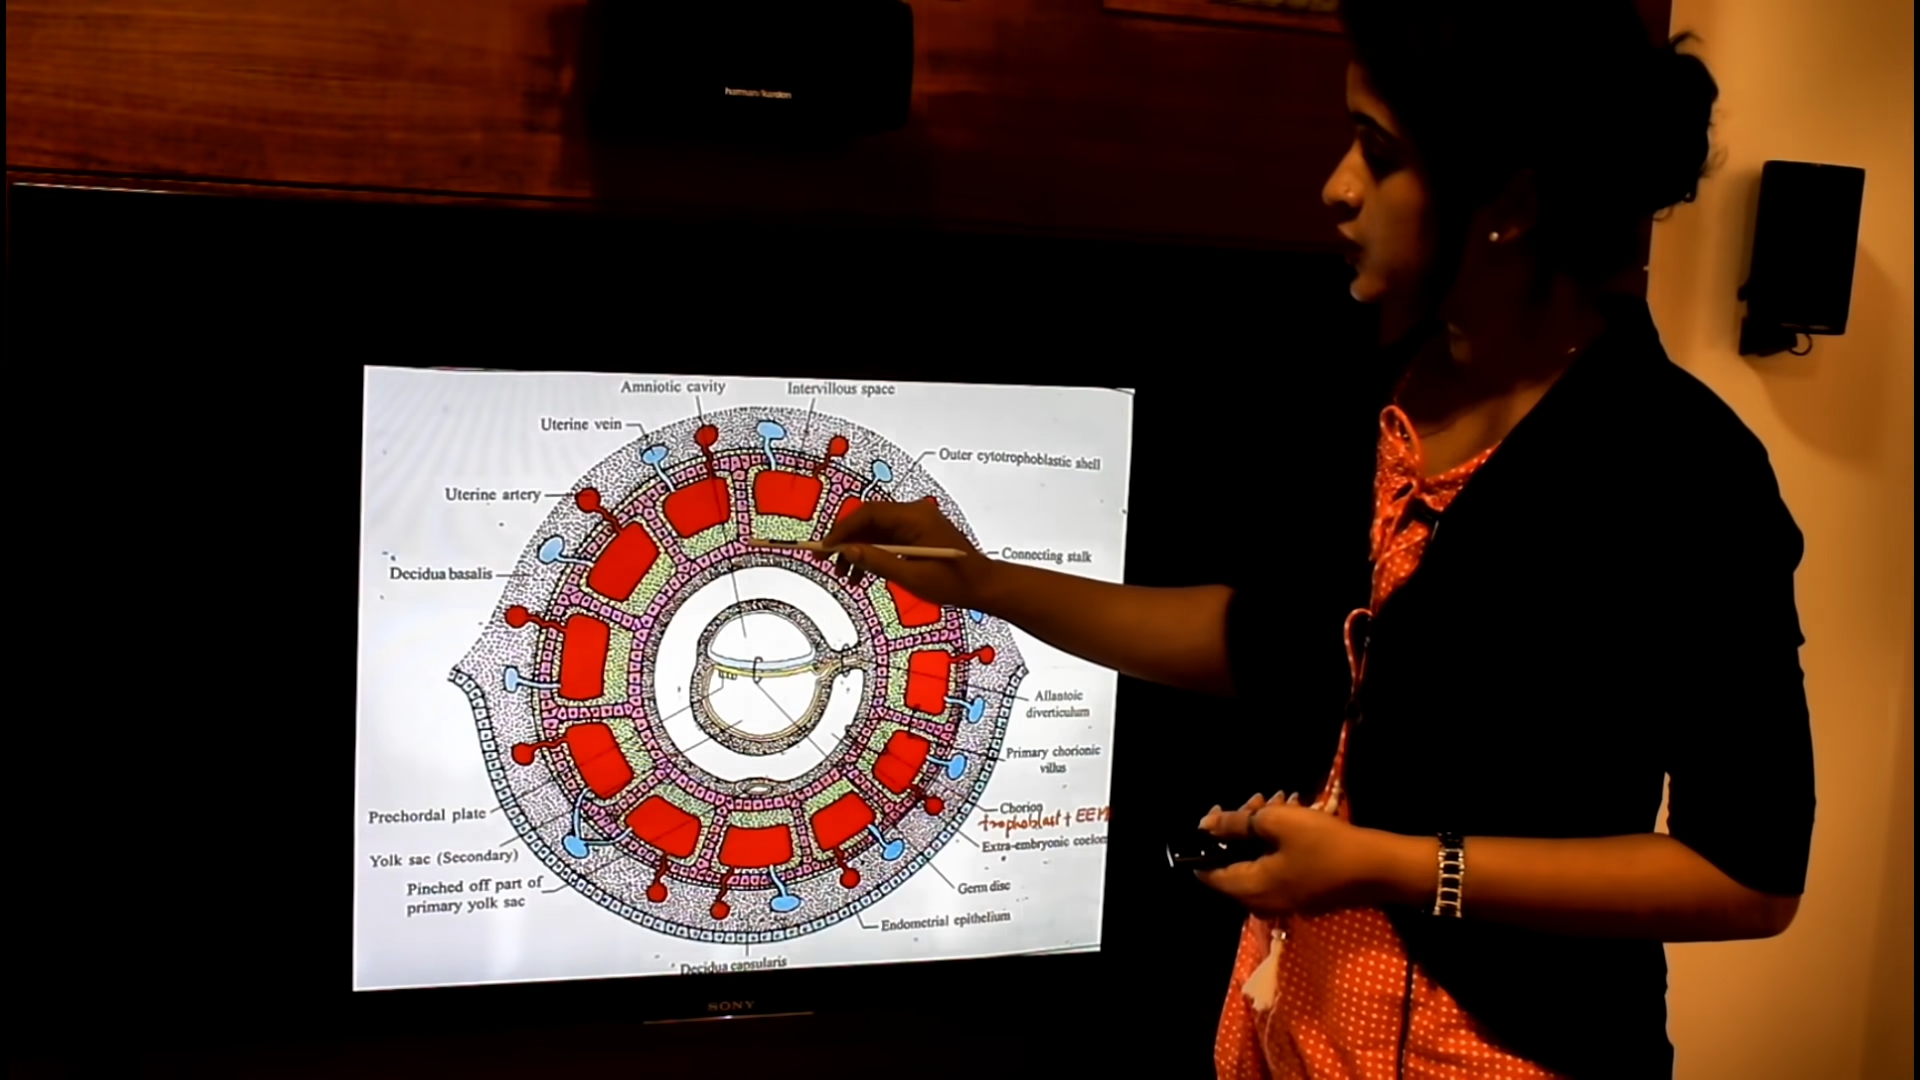 harman/kardon
Amniotic cavity
Intervillous space
Uterine vein
Outer cytotrophoblastic shell
Uterine artery
Connecting stalk
Decidua basalis
Allantoic
diverticulum
Primary chorionic
villus
Prechordal plate
Chorion
trophoblast + EEM
Extra-embryonic coelom
Yolk sac (Secondary)
Pinched off part of
primary yolk sac
Germ disc
Endometrial epithelium
Decidua capsularis
SONY